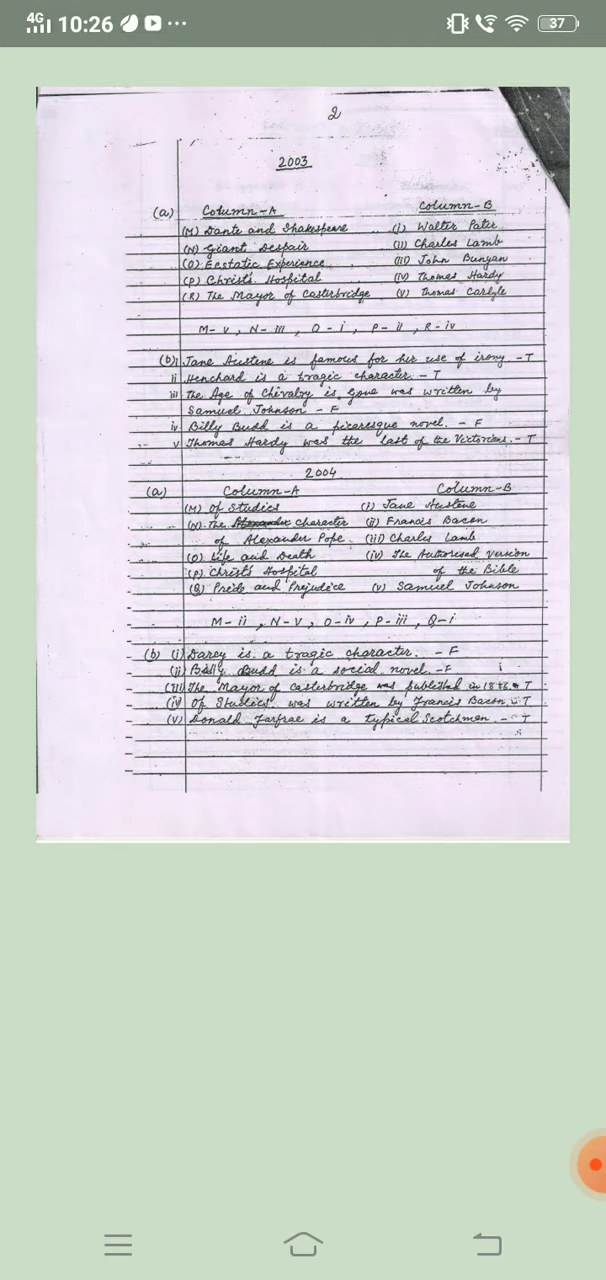 4G 10:26 37
2
2003
(a) Column-A Column-B
(M) Dante and Shakespeare (i) Walter Pater
(N) Giant Despair (ii) Charles Lamb
(O) Ecstatic Experience (iii) John Bunyan
(P) Christs Hospital (iv) Thomas Hardy
(R) The Mayor of Casterbridge (v) Thomas Carlyle
M- v, N- iii, O - i, P- ii, R- iv
(b)i Jane Austene is famous for her use of irony. - T
ii Henchard is a tragic character. - T
iii The Age of Chivalry is gone was written by
Samuel Johnson - F
iv Billy Budd is a picaresque novel. - F
v Thomas Hardy was the last of the Victorians. - T
2004
(a) Column-A Column-B
(M) Of Studies (i) Jane Austene
(N) The character (ii) Francis Bacon
of Alexander Pope (iii) Charles Lamb
(O) Life and Death (iv) The Authorised version
(P) Christs Hospital of the Bible
(Q) Pride and Prejudice (v) Samuel Johnson
M- ii, N- V, O- iv, P- iii, Q- i
(b) (i) Darey is a tragic character. - F
(ii) Billy Budd is a social novel. - F
(iii) The Mayor of Casterbridge was published in 1886. T
(iv) Of Studies was written by Francis Bacon. T
(v) Donald Farfrae is a typical Scotchman. - T